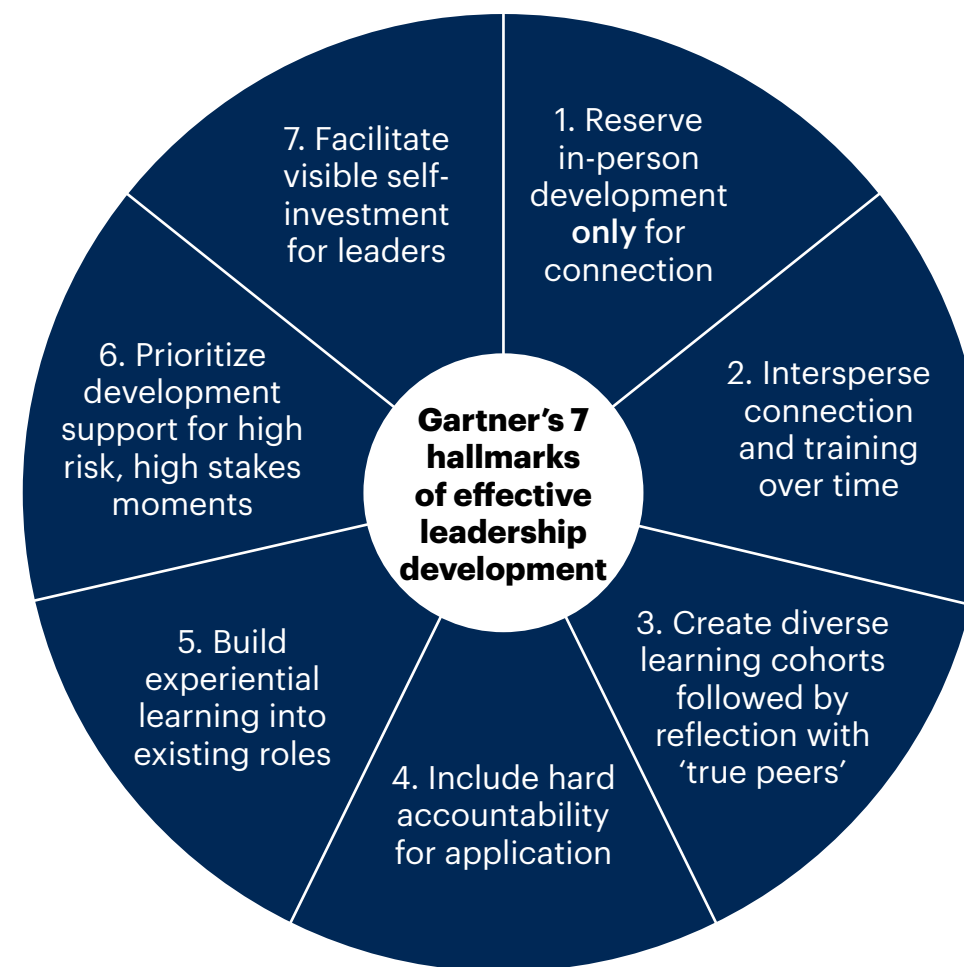 Gartner’s 7
hallmarks
of effective
leadership
development
1. Reserve
in-person
development
only for
connection
2. Intersperse
connection
and training
over time
3. Create diverse
learning cohorts
followed by
reflection with
‘true peers’
4. Include hard
accountability
for application
5. Build
experiential
learning into
existing roles
6. Prioritize
development
support for high
risk, high stakes
moments
7. Facilitate
visible self-
investment
for leaders